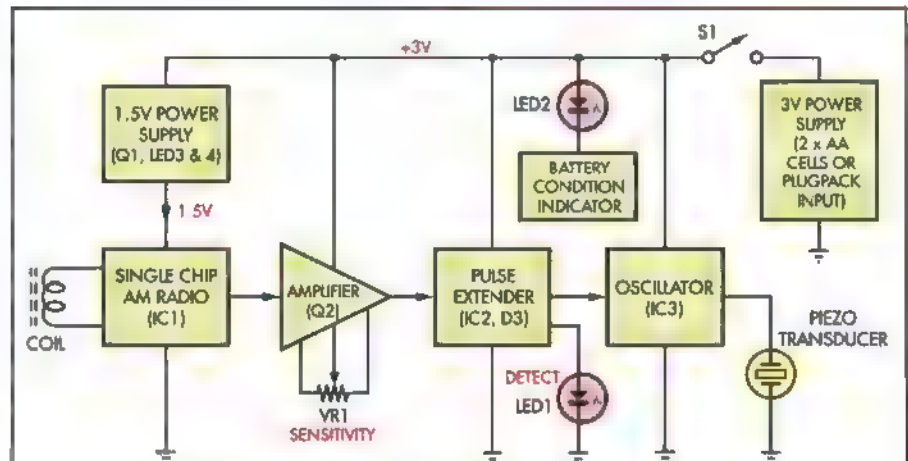 +3V
S1
1.5V POWER
SUPPLY
(Q1, LED3 & 4)
LED2
3V POWER
SUPPLY
(2 x AA
CELLS OR
PLUGPACK
INPUT)
BATTERY
CONDITION
INDICATOR
1 5V
SINGLE CHIP
AM RADIO
(IC1)
COIL
AMPLIFIER
(Q2)
PULSE
EXTENDER
(IC2, D3)
OSCILLATOR
(IC3)
PIEZO
TRANSDUCER
VR1
SENSITIVITY
DETECT
LED1